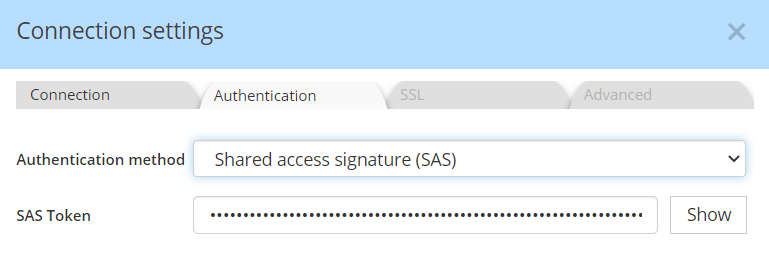 Connection settings
Connection Authentication SSL Advanced
Authentication method Shared access signature (SAS)
SAS Token •••••••••••••••••••••••••••••••••••••••••••••••••••••••••••••••••• Show